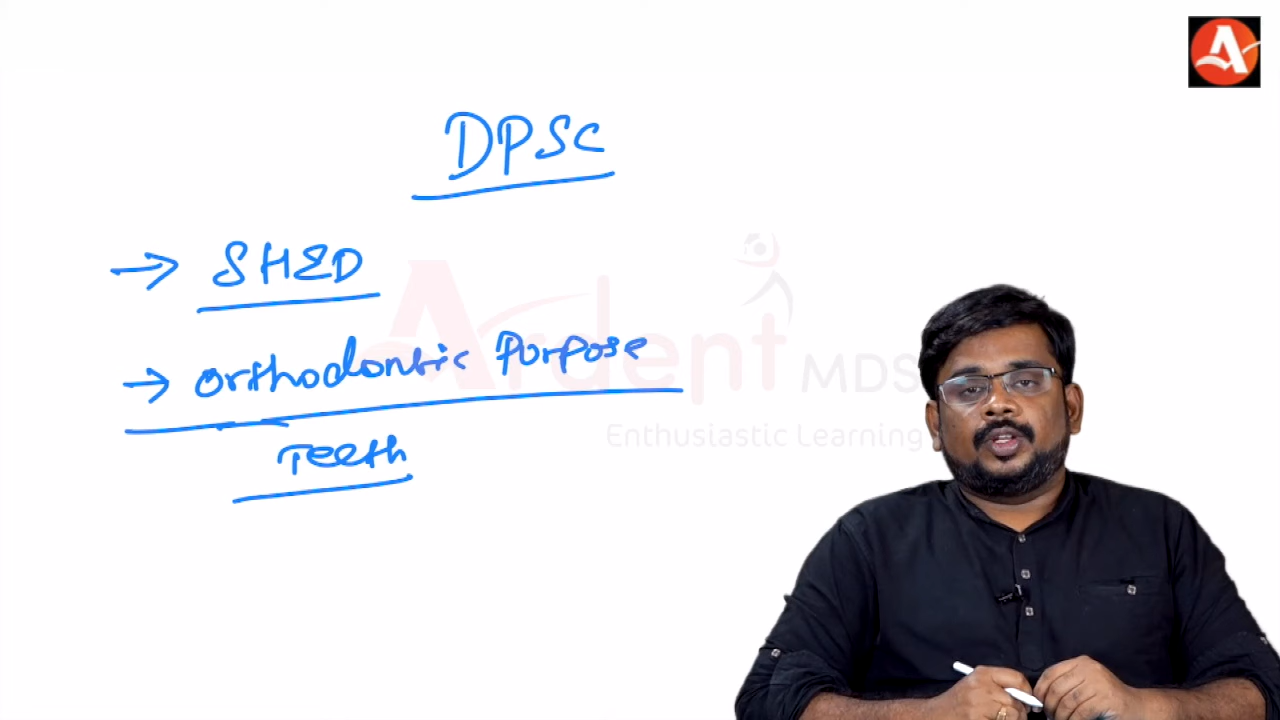 DPSC
→ SHED
→ Orthodontic Purpose
Teeth
Ardent
MDS
Enthusiastic Learning